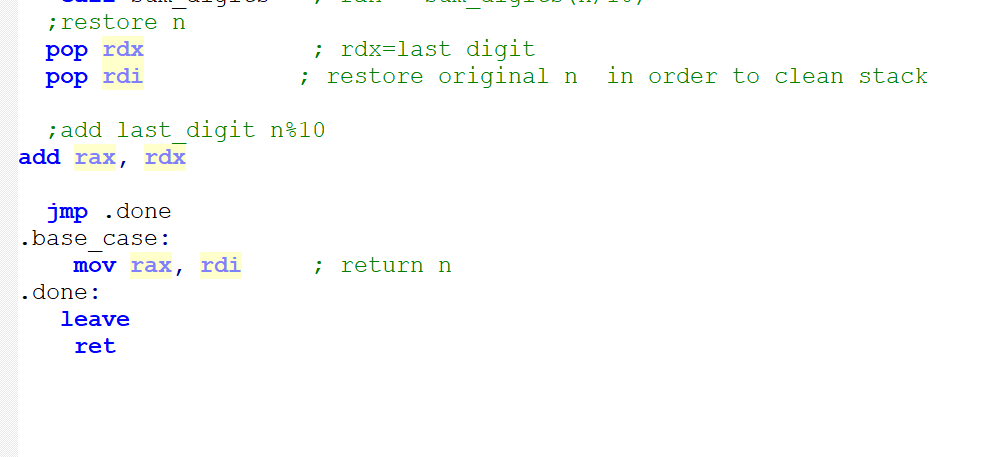 ;restore n
pop rdx ; rdx=last digit
pop rdi ; restore original n  in order to clean stack
;add last_digit n%10
add rax, rdx
jmp .done
.base_case:
mov rax, rdi ; return n
.done:
leave
ret